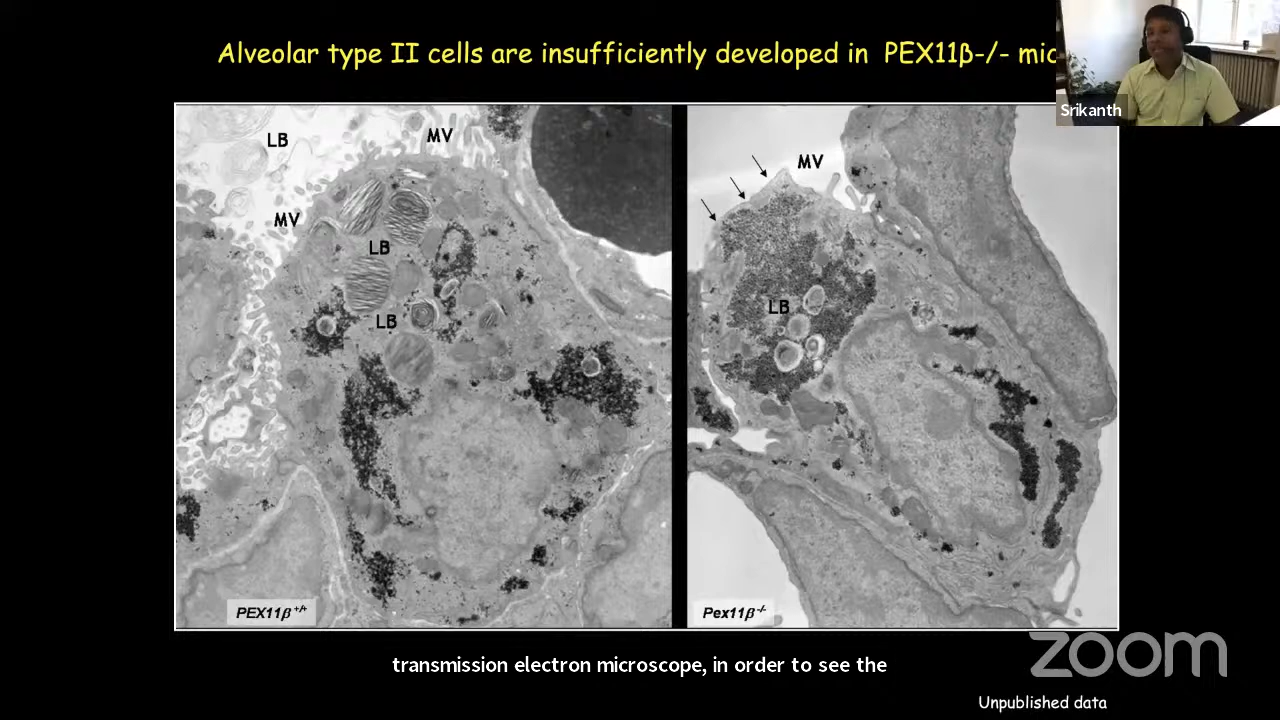 Alveolar type II cells are insufficiently developed in PEX11β-/- mic
Srikanth
LB
MV
MV
LB
LB
PEX11β+/+
MV
LB
Pex11β-/-
transmission electron microscope, in order to see the
zoom
Unpublished data